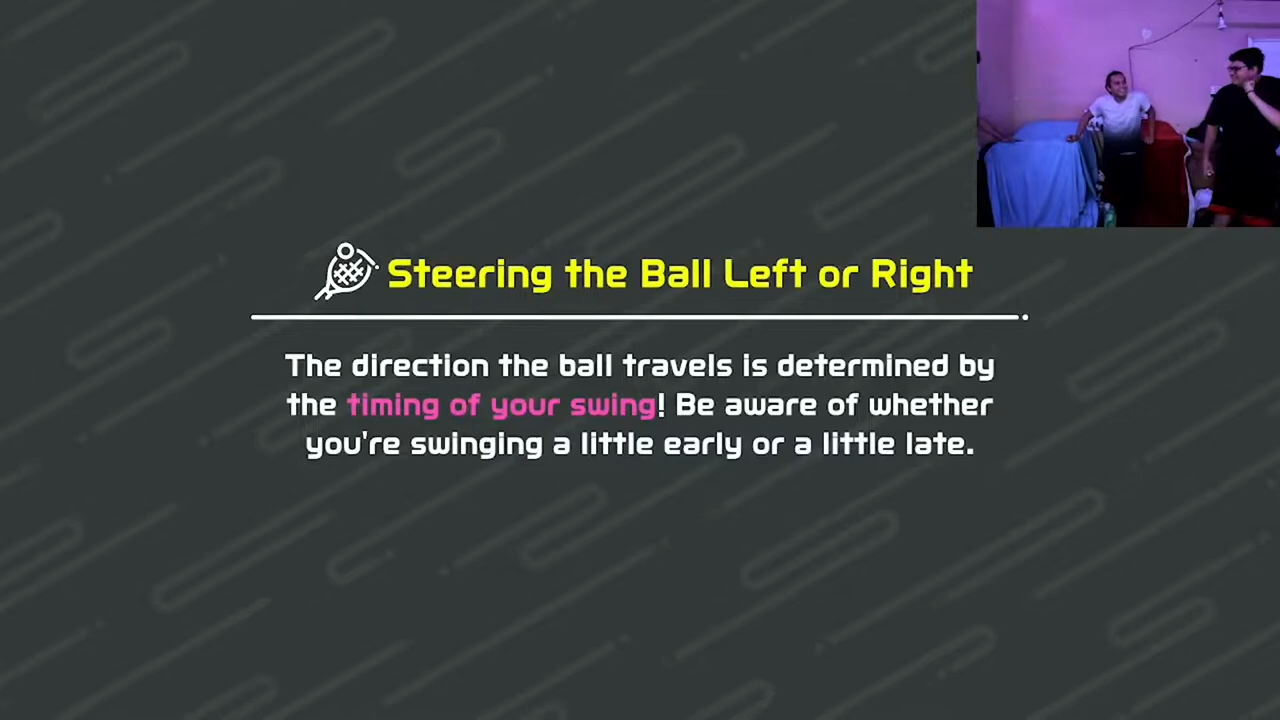 Steering the Ball Left or Right
The direction the ball travels is determined by
the timing of your swing! Be aware of whether
you're swinging a little early or a little late.